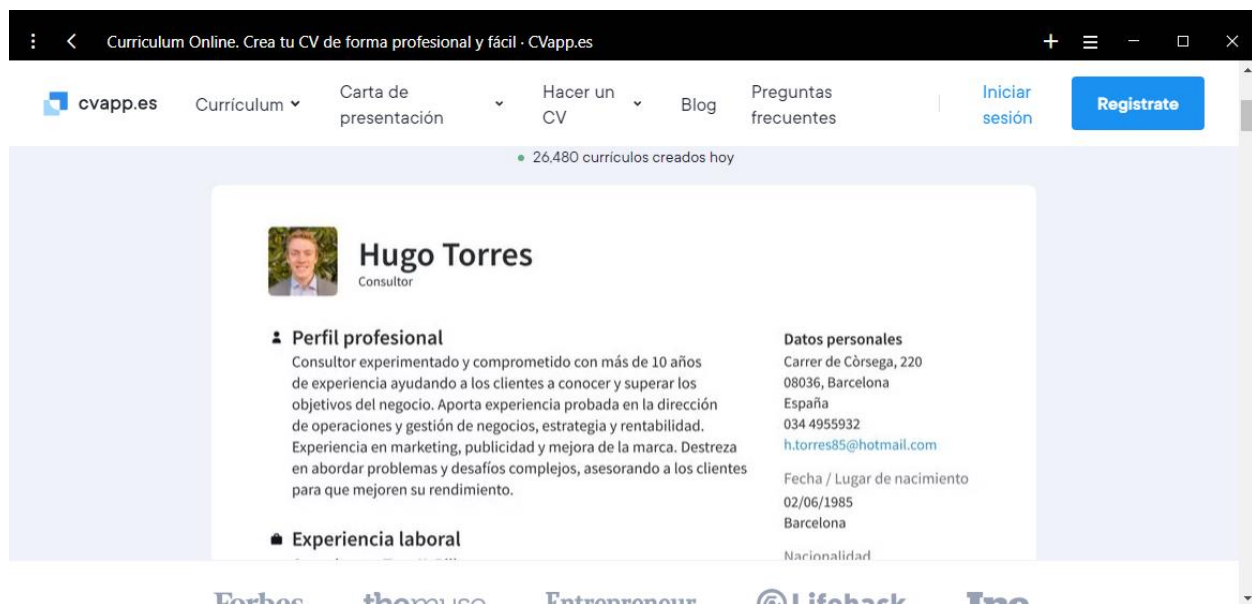 Curriculum Online. Crea tu CV de forma profesional y fácil · CVapp.es
cvapp.es
Currículum
Carta de
presentación
Hacer un
CV
Blog
Preguntas
frecuentes
Iniciar
sesión
Registrate
26,480 currículos creados hoy
Hugo Torres
Consultor
Perfil profesional
Consultor experimentado y comprometido con más de 10 años
de experiencia ayudando a los clientes a conocer y superar los
objetivos del negocio. Aporta experiencia probada en la dirección
de operaciones y gestión de negocios, estrategia y rentabilidad.
Experiencia en marketing, publicidad y mejora de la marca. Destreza
en abordar problemas y desafíos complejos, asesorando a los clientes
para que mejoren su rendimiento.
Experiencia laboral
Datos personales
Carrer de Còrsega, 220
08036, Barcelona
España
034 4955932
h.torres85@hotmail.com
Fecha / Lugar de nacimiento
02/06/1985
Barcelona
Nacionalidad
Forbes
themuse
Entrepreneur
Lifehack
Inc